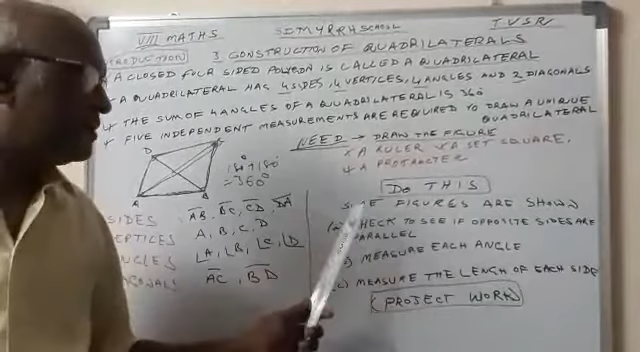 VIII MATHS SIMYRRH SCHOOL T V S R
3 CONSTRUCTION OF QUADRILATERALS
A CLOSED FOUR SIDED POLYGON IS CALLED A QUADRILATERAL
A QUADRILATERAL HAS 4 SIDES, 4 VERTICES, 4 ANGLES AND 2 DIAGONALS
THE SUM OF 4 ANGLES OF A QUADRILATERAL IS 360°
FIVE INDEPENDENT MEASUREMENTS ARE REQUIRED TO DRAW A UNIQUE
QUADRILATERAL
NEED → DRAW THE FIGURE
A RULER A SET SQUARE,
A PROTRACTER
D
A B
180° + 180°
= 360°
SIDES AB, BC, CD, DA
A, B, C, D
∠A, ∠B, ∠C, ∠D
AC, BD
DO THIS
FIGURES ARE SHOWN
CHECK TO SEE IF OPPOSITE SIDES ARE
PARALLEL
MEASURE EACH ANGLE
MEASURE THE LENGTH OF EACH SIDE
(PROJECT WORK)